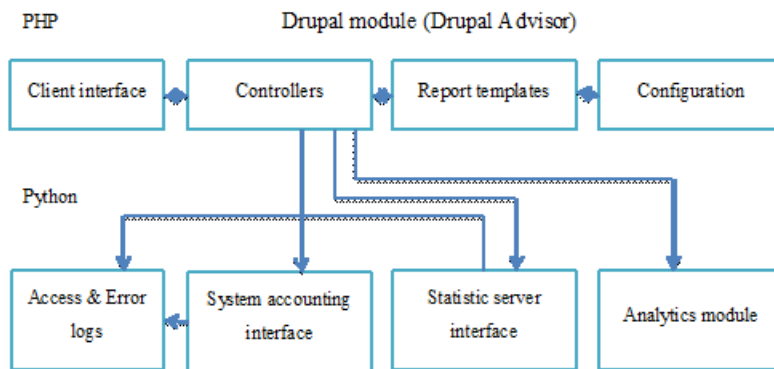 PHP
Drupal module (Drupal Advisor)
Client interface
Controllers
Report templates
Configuration
Python
Access & Error
logs
System accounting
interface
Statistic server
interface
Analytics module